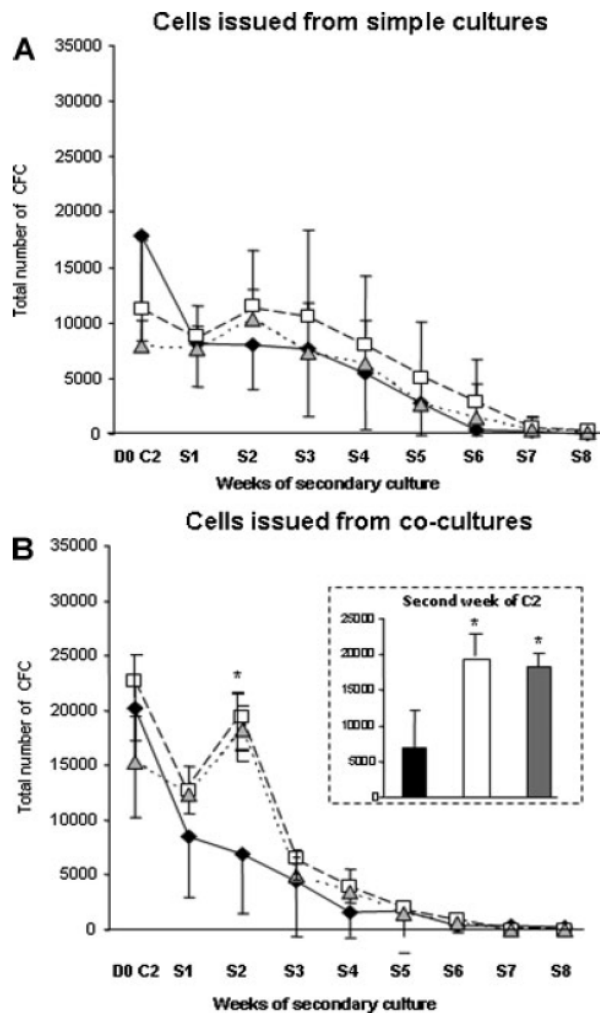 Cells issued from simple cultures
A
35000
30000
25000
20000
15000
10000
5000
0
Total number of CFC
D0 C2 S1 S2 S3 S4 S5 S6 S7 S8
Weeks of secondary culture
Cells issued from co-cultures
B
35000
30000
25000
20000
15000
10000
5000
0
Total number of CFC
*
Second week of C2
25000
20000
15000
10000
5000
0
*
*
D0 C2 S1 S2 S3 S4 S5 S6 S7 S8
Weeks of secondary culture